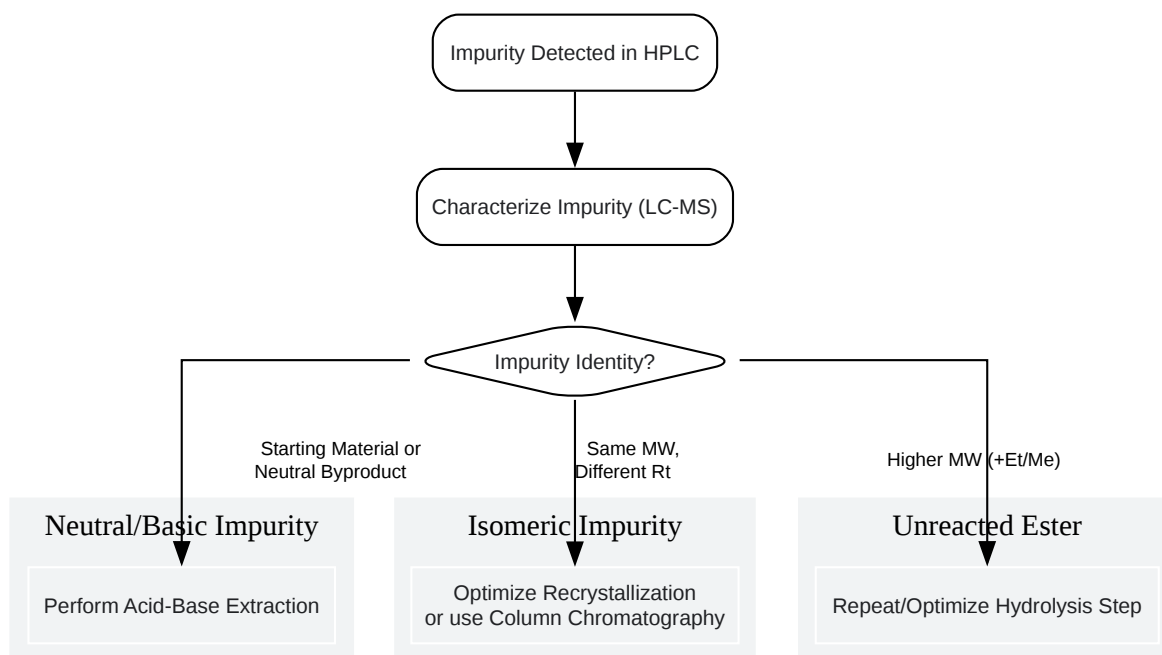 Impurity Detected in HPLC
Characterize Impurity (LC-MS)
Impurity Identity?
Starting Material or
Neutral Byproduct
Same MW,
Different Rt
Higher MW (+Et/Me)
Neutral/Basic Impurity
Isomeric Impurity
Unreacted Ester
Perform Acid-Base Extraction
Optimize Recrystallization
or use Column Chromatography
Repeat/Optimize Hydrolysis Step